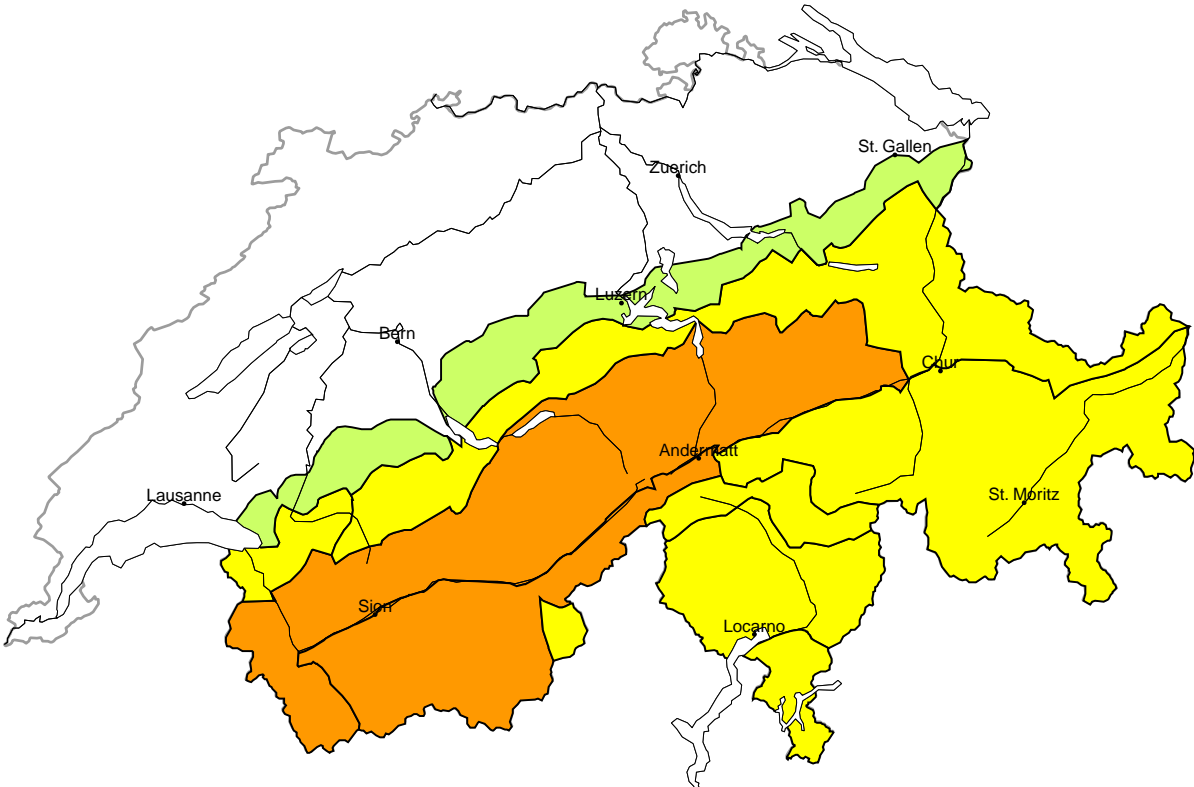 St. Gallen
Zuerich
Luzern
Bern
Chur
Andermatt
Lausanne
St. Moritz
Sion
Locarno